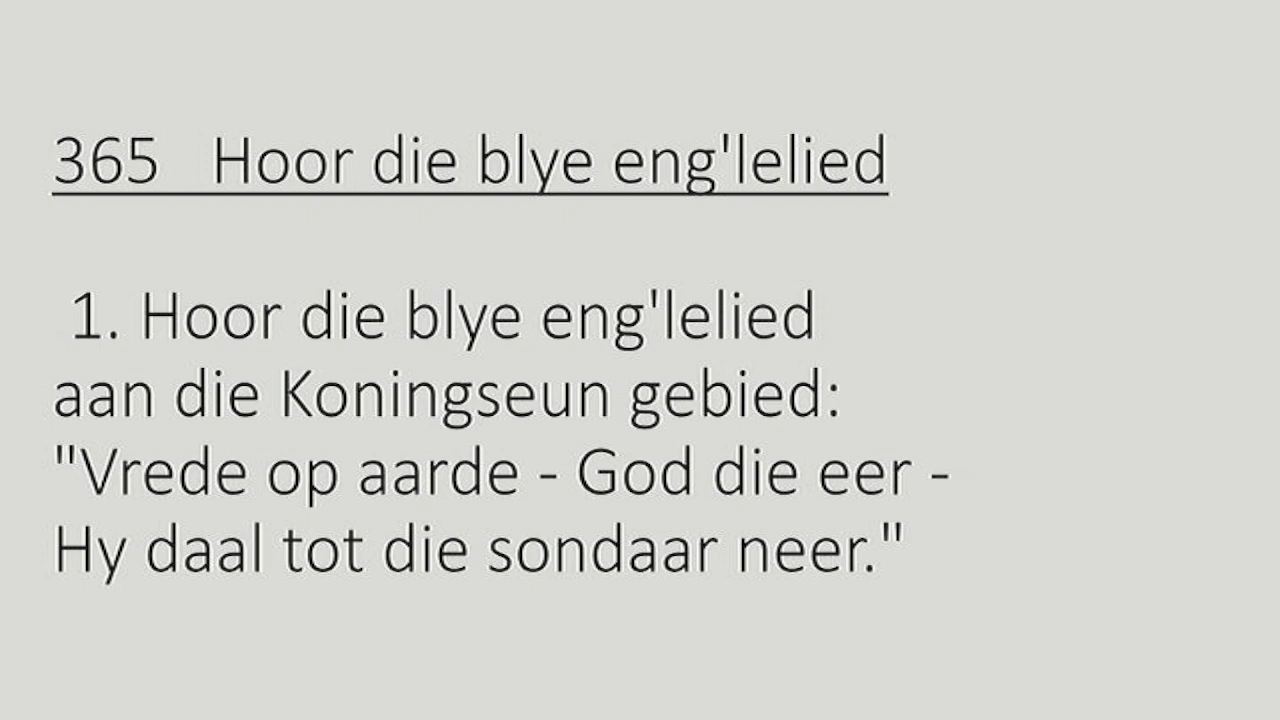 365   Hoor die blye eng'lelied
1. Hoor die blye eng'lelied
aan die Koningseun gebied:
"Vrede op aarde - God die eer -
Hy daal tot die sondaar neer."